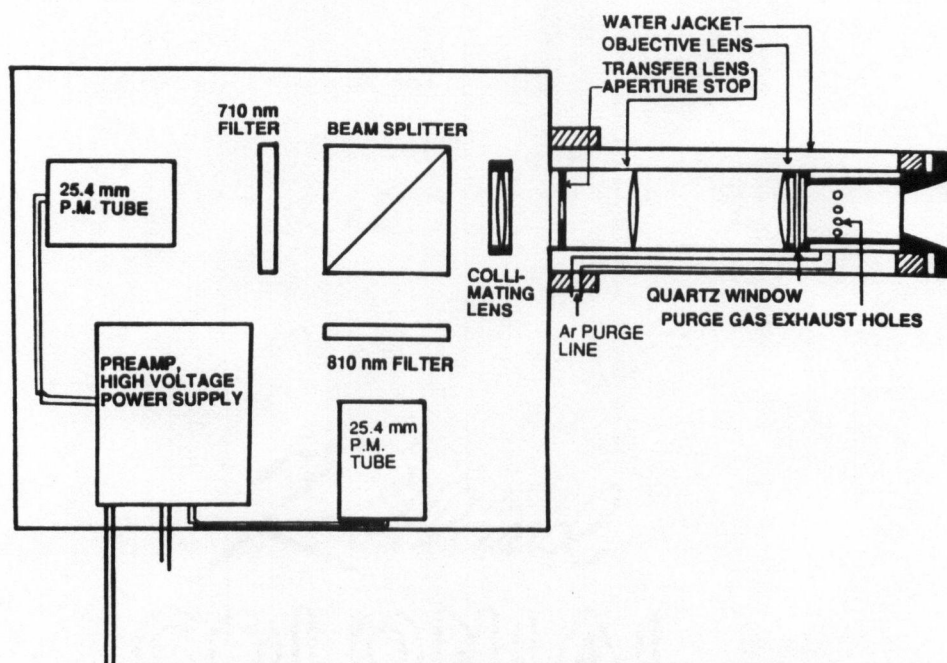 WATER JACKET
OBJECTIVE LENS
TRANSFER LENS
APERTURE STOP
710 nm
FILTER
BEAM SPLITTER
25.4 mm
P.M. TUBE
COLLI-
MATING
LENS
QUARTZ WINDOW
PURGE GAS EXHAUST HOLES
Ar PURGE
LINE
810 nm FILTER
PREAMP,
HIGH VOLTAGE
POWER SUPPLY
25.4 mm
P.M.
TUBE